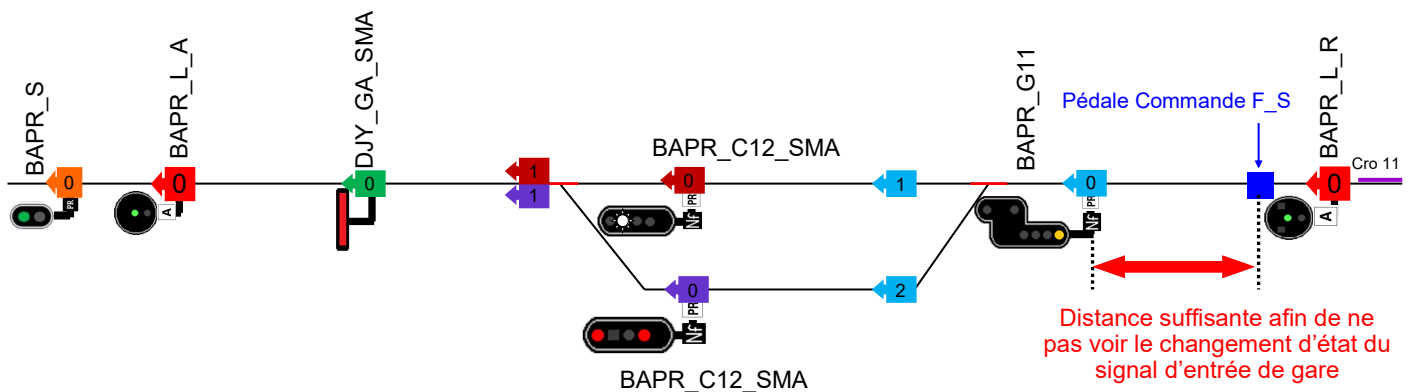 BAPR_S
BAPR_L_A
DJY_GA_SMA
BAPR_C12_SMA
BAPR_G11
Pédale Commande F_S
BAPR_L_R
Cro 11
0
0
0
1
1
0
1
0
0
PR
A
PR
Nf
PR
Nf
A
0
2
PR
Nf
BAPR_C12_SMA
Distance suffisante afin de ne
pas voir le changement d’état du
signal d’entrée de gare